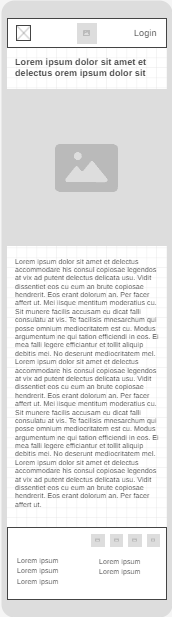 Login
Lorem ipsum dolor sit amet et
delectus orem ipsum dolor sit
Lorem ipsum dolor sit amet, delectus
accommodare his consul copiosae legendos
at vix ad putent delectus delicata usu. Vidit
dissentiet eos cu eum an brute copiosae
hendrerit. Eos erant dolorum an. Per facer
affert ut. Mei iisque mentitum moderatius cu.
Sit munere facilis accusam eu dicat falli
consulatu at vis. Te facilisis mnesarchum qui
posse omnium mediocritatem est cu. Modus
argumentum ne qui tation efficiendi in eos. Ei
mea falli legere efficiantur et tollit aliquip
debitis mei. No deserunt mediocritatem mel.
Lorem ipsum dolor sit amet, delectus
accommodare his consul copiosae legendos
at vix ad putent delectus delicata usu. Vidit
dissentiet eos cu eum an brute copiosae
hendrerit. Eos erant dolorum an. Per facer
affert ut. Mei iisque mentitum moderatius cu.
Sit munere facilis accusam eu dicat falli
consulatu at vis. Te facilisis mnesarchum qui
posse omnium mediocritatem est cu. Modus
argumentum ne qui tation efficiendi in eos. Ei
mea falli legere efficiantur et tollit aliquip
debitis mei. No deserunt mediocritatem mel.
Lorem ipsum dolor sit amet, delectus
accommodare his consul copiosae legendos
at vix ad putent delectus delicata usu. Vidit
dissentiet eos cu eum an brute copiosae
hendrerit. Eos erant dolorum an. Per facer
affert ut.
Lorem ipsum
Lorem ipsum
Lorem ipsum
Lorem ipsum
Lorem ipsum